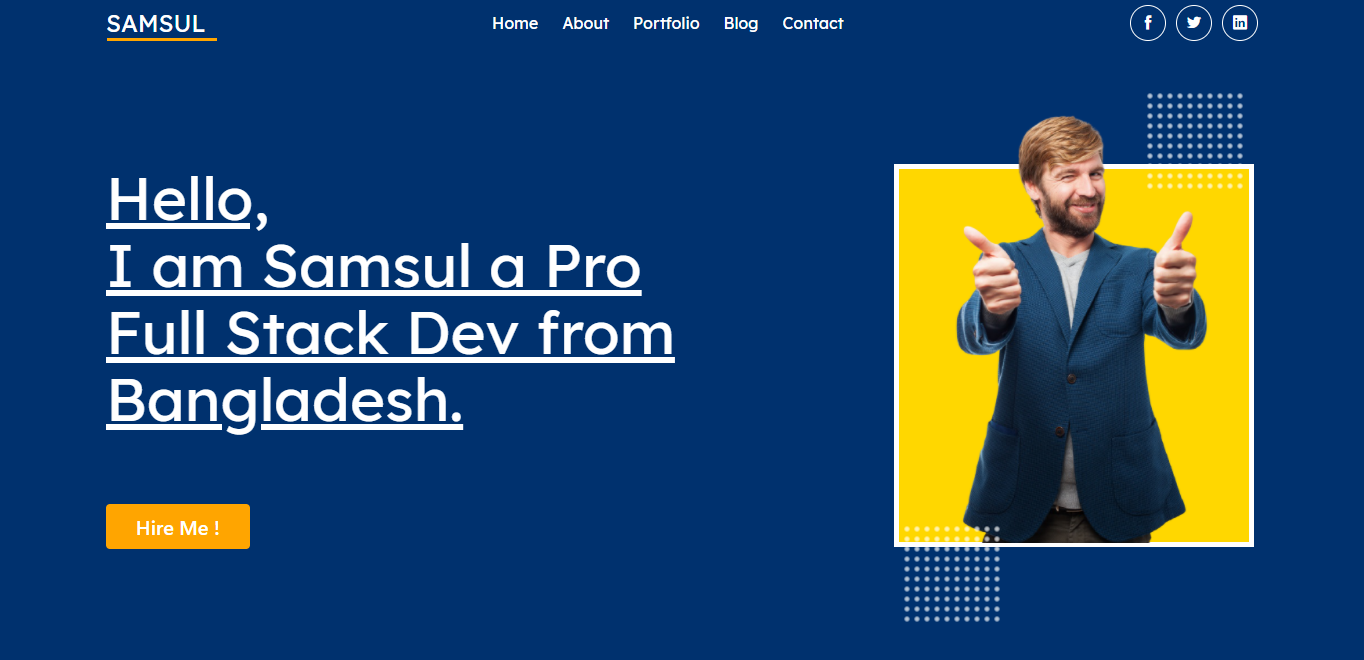 SAMSUL
Home About Portfolio Blog Contact
Hello,
I am Samsul a Pro
Full Stack Dev from
Bangladesh.
Hire Me !